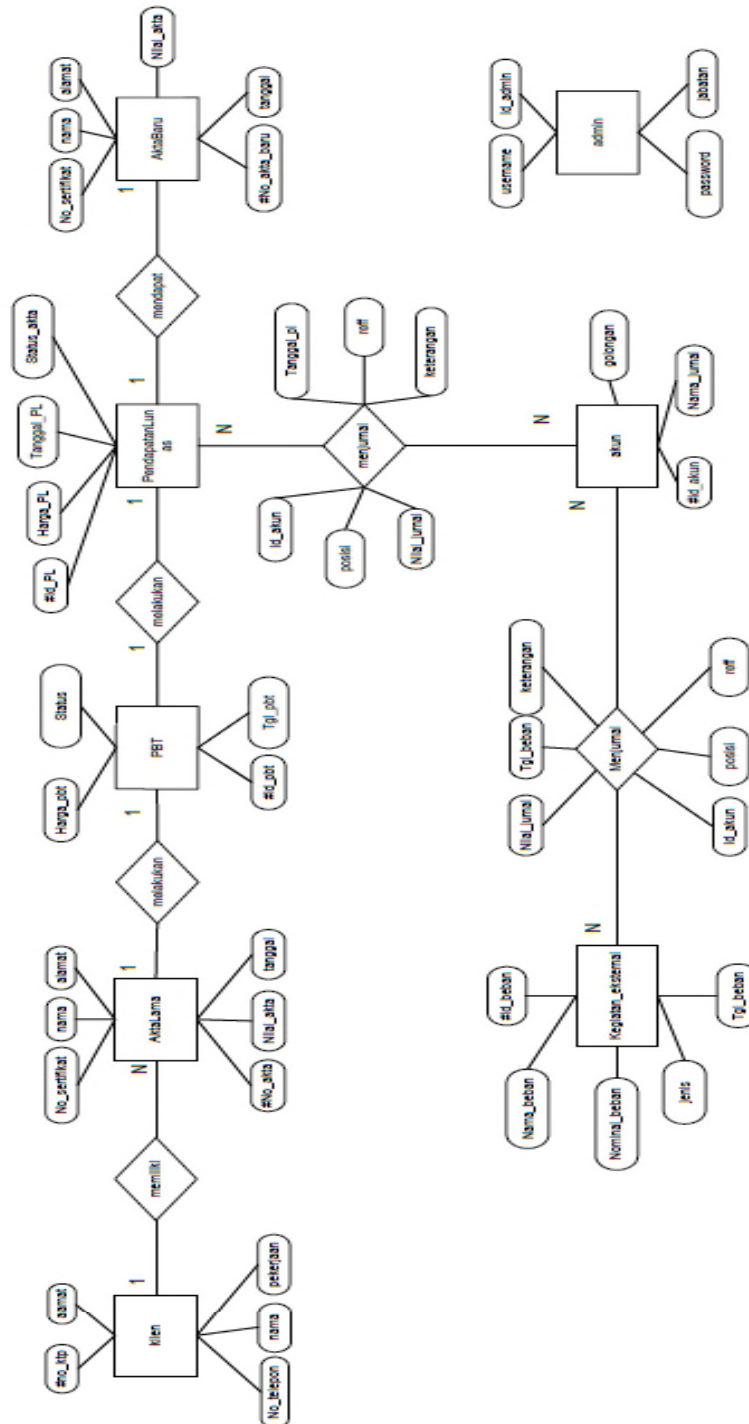 #no_ktp
aamat
klien
No_telepon
nama
pekerjaan
1
memiliki
N
No_sertifikat
nama
alamat
AktaLama
#No_akta
Nilai_akta
tanggal
1
melakukan
1
Harga_pbt
Status
PBT
#id_pbt
Tgl_pbt
1
melakukan
1
#id_PL
Harga_PL
Tanggal_PL
Status_akta
PendapatanLun
as
1
mendapat
1
No_sertifikat
nama
alamat
AktaBaru
Nilai_akta
#No_akta_baru
tanggal
N
menjurnal
Id_akun
posisi
Nilai_jurnal
Tanggal_pl
reff
keterangan
N
#id_beban
Nama_beban
Kegiatan_eksternal
Nominal_beban
jenis
Tgl_beban
N
Nilai_jurnal
Tgl_beban
keterangan
Menjurnal
Id_akun
posisi
reff
N
akun
golongan
#id_akun
Nama_jurnal
username
Id_admin
admin
password
jabatan